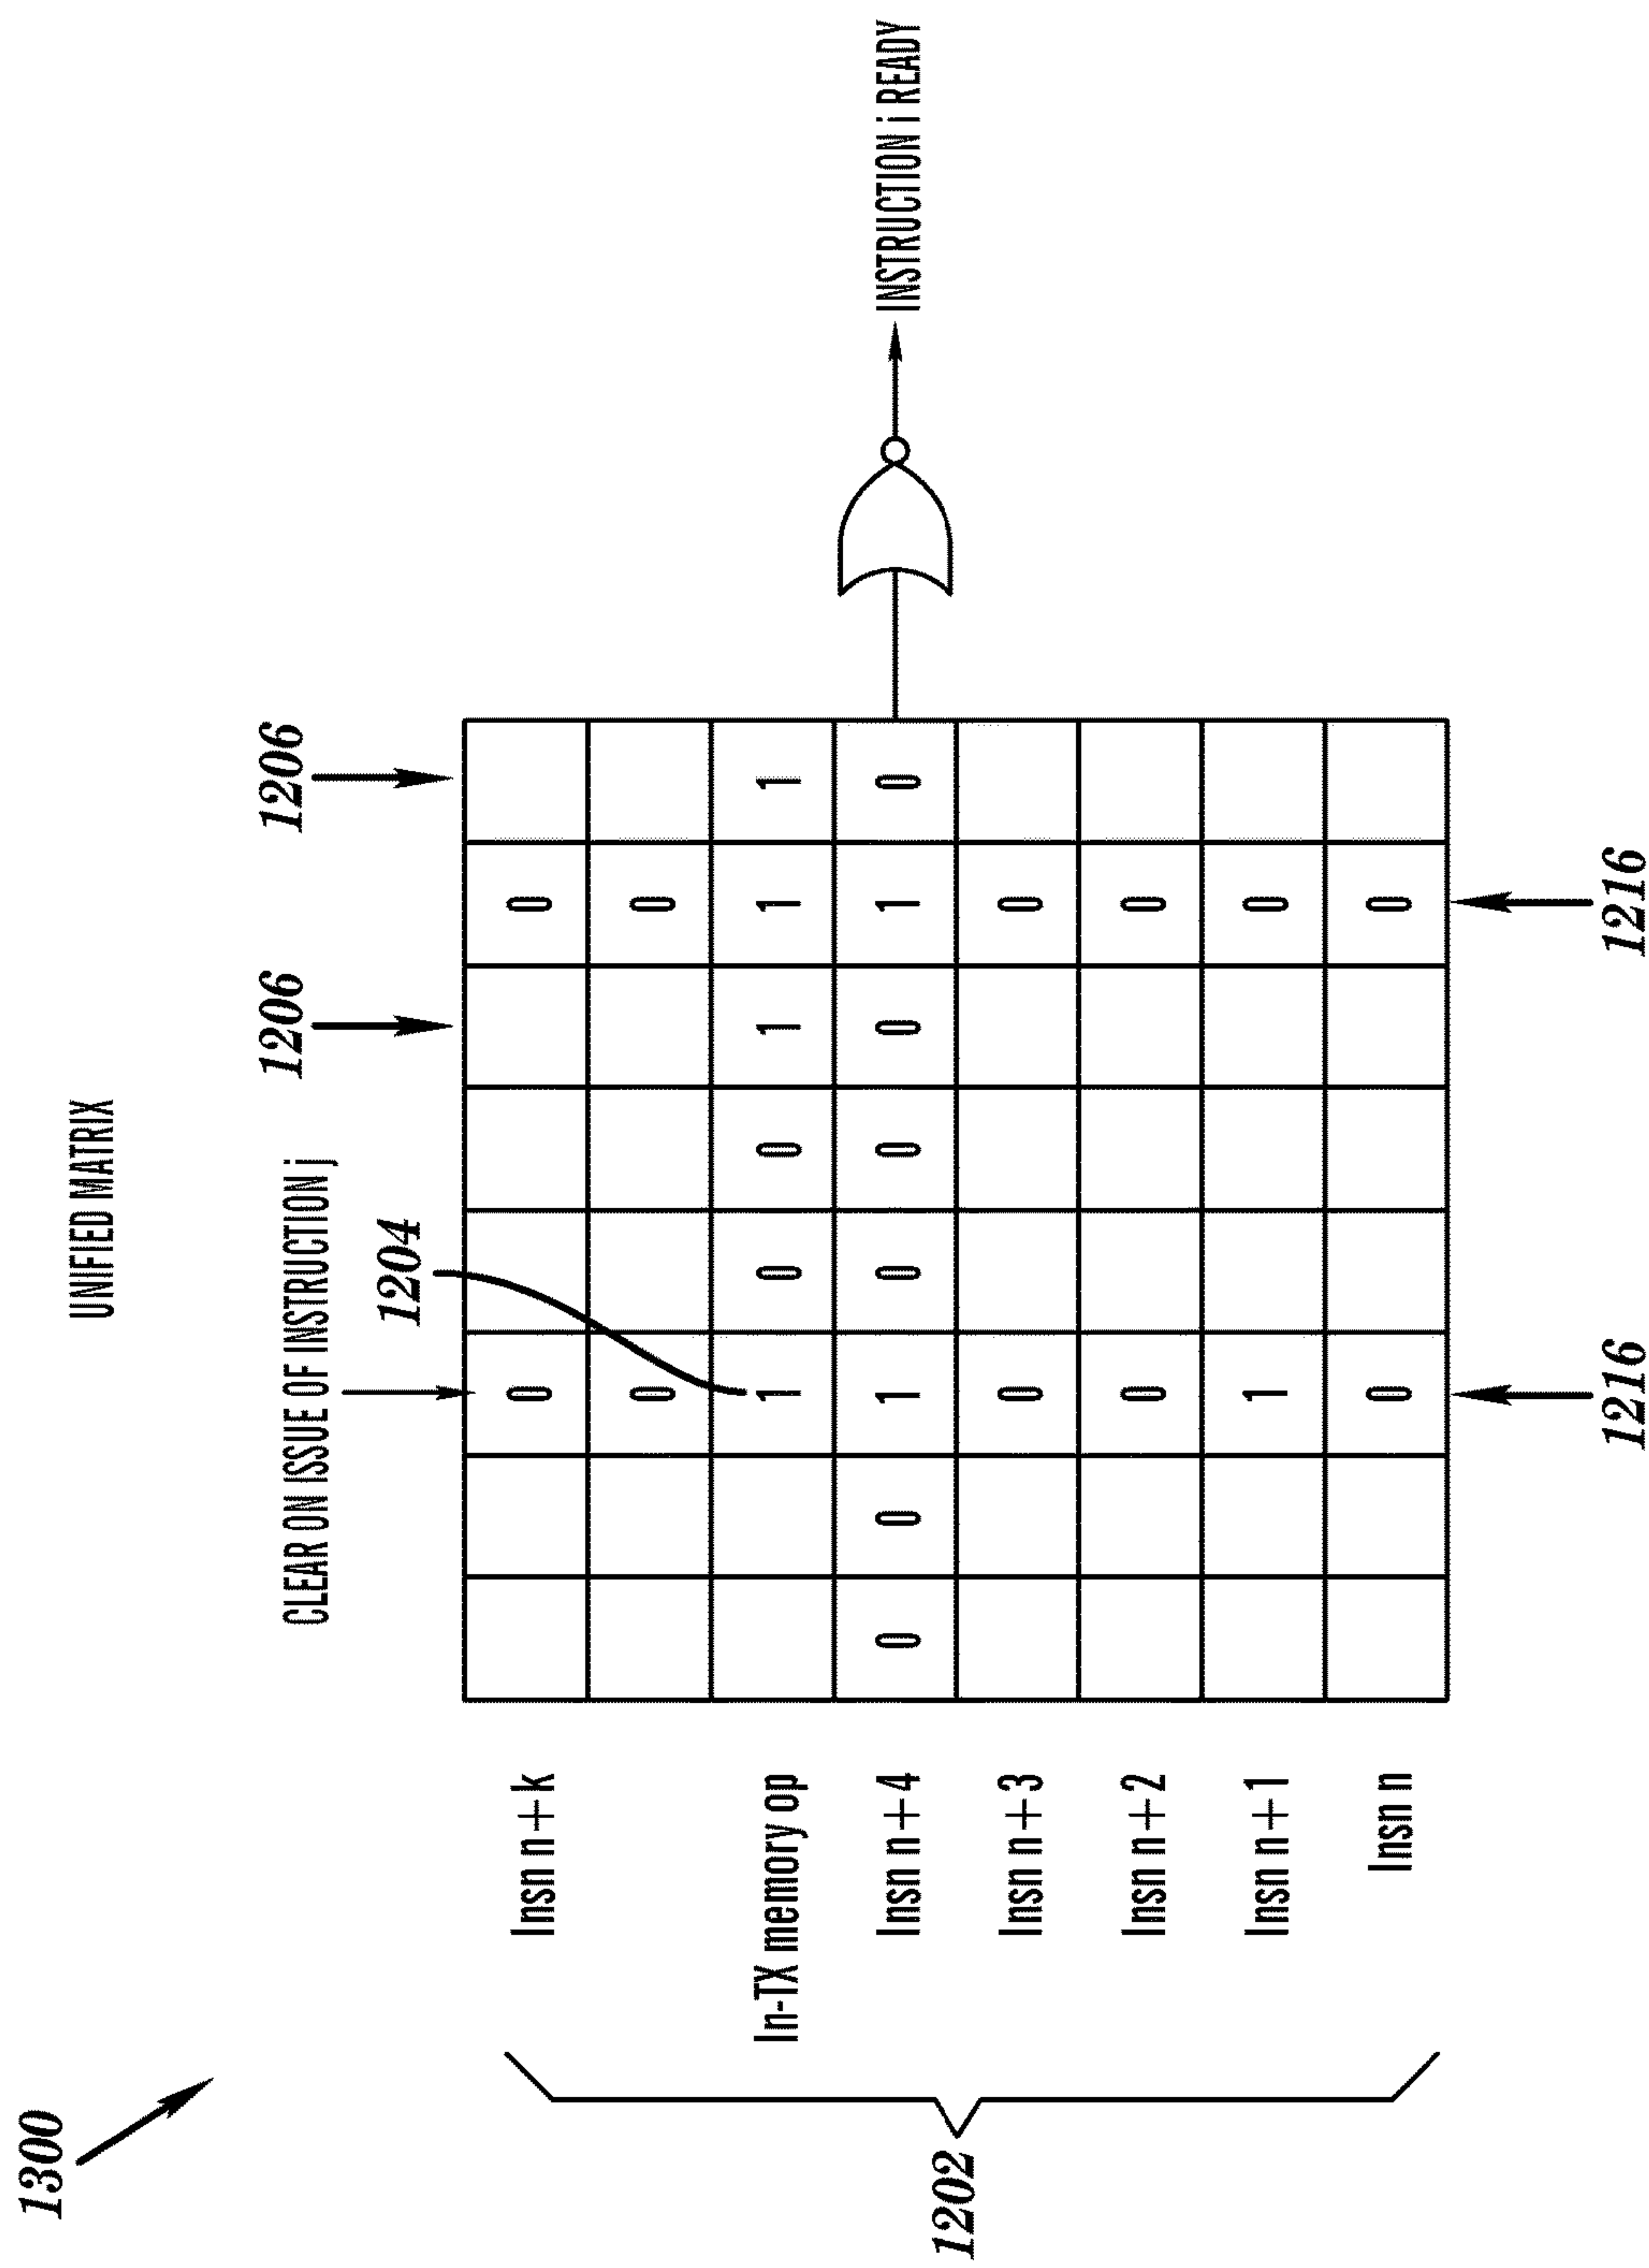 1300
UNIFIED MATRIX
CLEAR ON ISSUE OF INSTRUCTION j
1206 1206
1204
Insn n+k 0 0
0 0
In-TX memory op 1 0 0 1 1 1
Insn n+4 0 0 1 0 0 0 1 0
INSTRUCTION i READY
1202
Insn n+3 0 0
Insn n+2 0 0
Insn n+1 1 0
Insn n 0 0
1216 1216